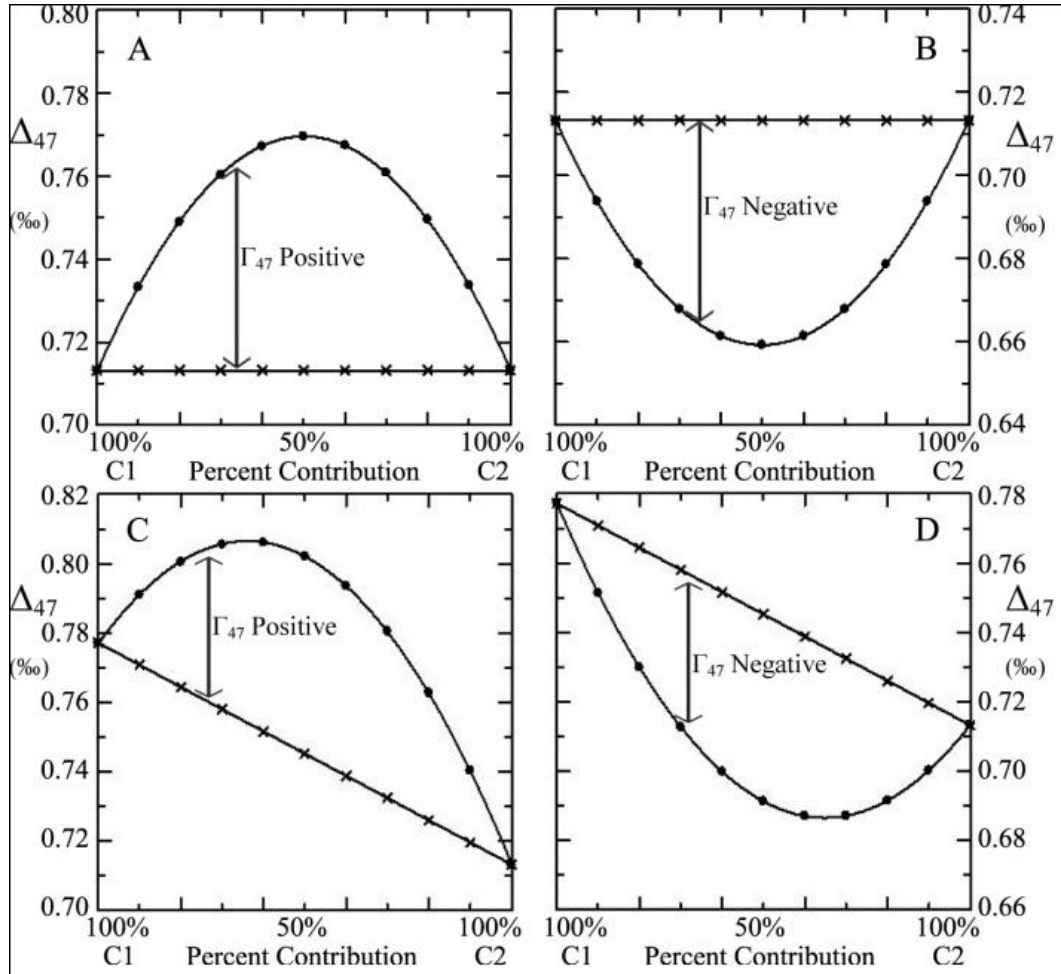 A
0.80
0.78
Δ₄₇
0.76
(‰)
0.74
0.72
0.70
Γ₄₇ Positive
100% 50% 100%
C1 Percent Contribution C2
B
0.74
0.72
Δ₄₇
0.70
(‰)
0.68
0.66
0.64
Γ₄₇ Negative
100% 50% 100%
C1 Percent Contribution C2
C
0.82
0.80
Δ₄₇
0.78
(‰)
0.76
0.74
0.72
0.70
Γ₄₇ Positive
100% 50% 100%
C1 Percent Contribution C2
D
0.78
0.76
Δ₄₇
0.74
(‰)
0.72
0.70
0.68
0.66
Γ₄₇ Negative
100% 50% 100%
C1 Percent Contribution C2